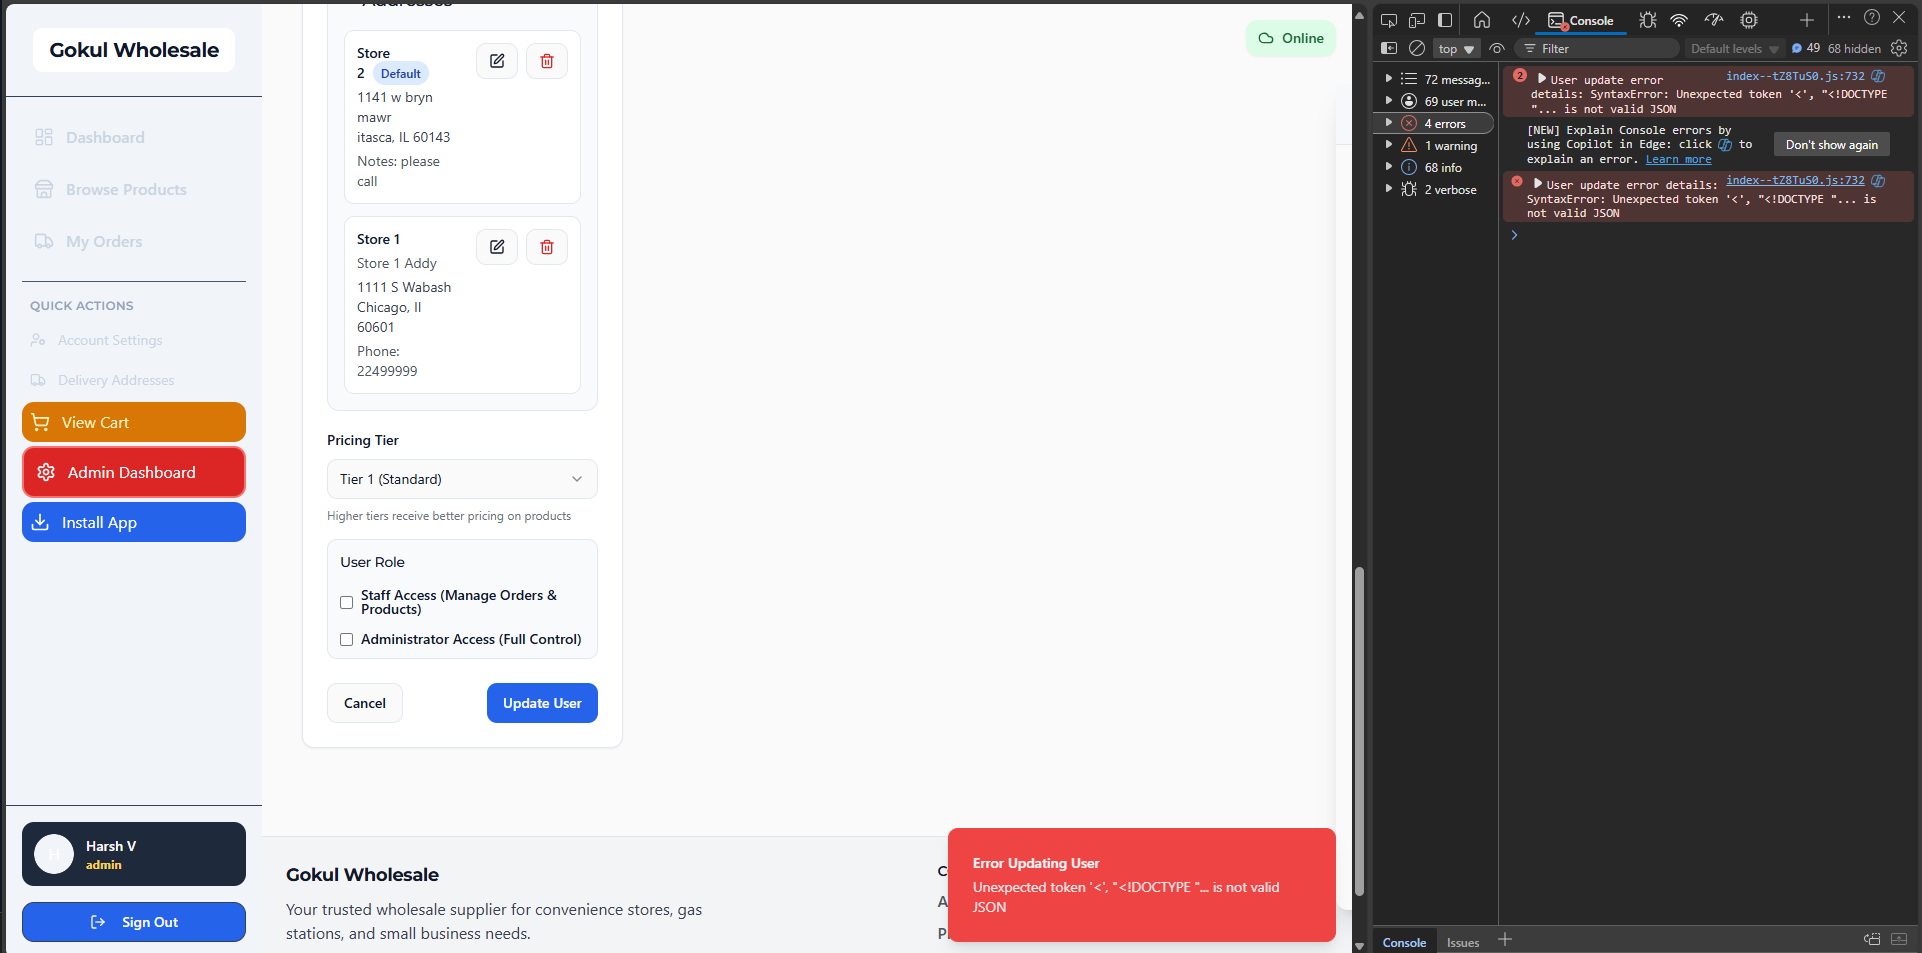 Gokul Wholesale
Dashboard
Browse Products
My Orders
QUICK ACTIONS
Account Settings
Delivery Addresses
View Cart
Admin Dashboard
Install App
H
Harsh V
admin
Sign Out
Addresses
Store
2 Default
1141 w bryn
mawr
itasca, IL 60143
Notes: please
call
Store 1
Store 1 Addy
1111 S Wabash
Chicago, Il
60601
Phone:
22499999
Pricing Tier
Tier 1 (Standard)
Higher tiers receive better pricing on products
User Role
Staff Access (Manage Orders &
Products)
Administrator Access (Full Control)
Cancel
Update User
Online
Gokul Wholesale
Your trusted wholesale supplier for convenience stores, gas
stations, and small business needs.
Error Updating User
Unexpected token '<', "<!DOCTYPE "... is not valid
JSON
Console
top
Filter
Default levels
49
68 hidden
72 messag...
69 user m...
4 errors
1 warning
68 info
2 verbose
2 User update error index--tZ8TuS0.js:732
details: SyntaxError: Unexpected token '<', "<!DOCTYPE
"... is not valid JSON
[NEW] Explain Console errors by
using Copilot in Edge: click to
explain an error. Learn more
Don't show again
User update error details: index--tZ8TuS0.js:732
SyntaxError: Unexpected token '<', "<!DOCTYPE "... is
not valid JSON
Console
Issues